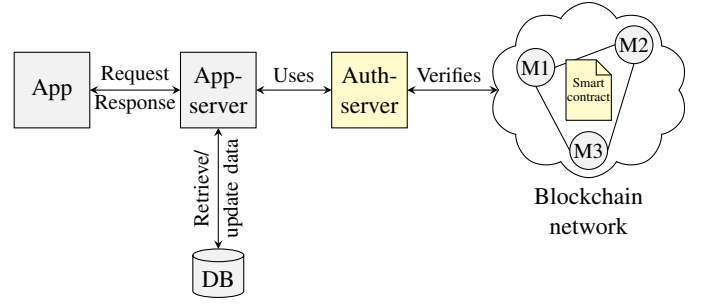 App
Request
Response
App-
server
Uses
Auth-
server
Verifies
M1
M2
Smart
contract
M3
Blockchain
network
Retrieve/
update data
DB